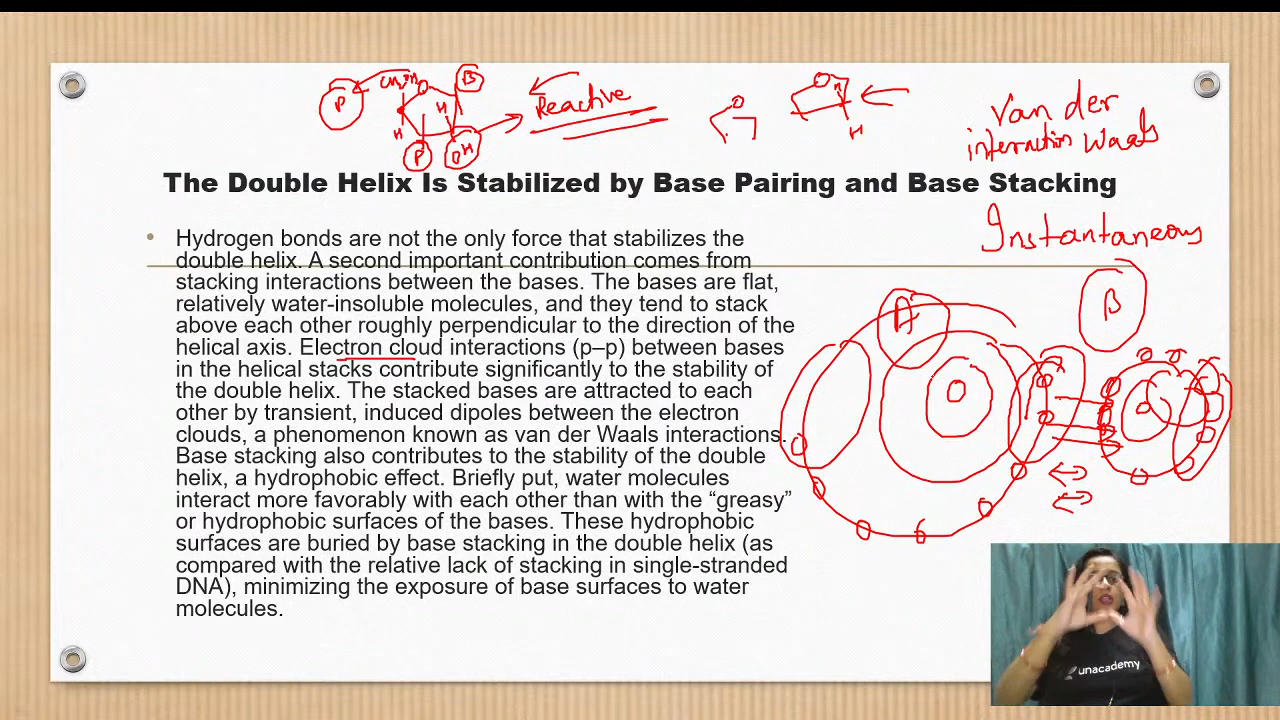 P
CH2OH
O
B
H
H
P
OH
Reactive
O
O
H
H
Van der
interaction Waals
The Double Helix Is Stabilized by Base Pairing and Base Stacking
Instantaneous
• Hydrogen bonds are not the only force that stabilizes the
double helix. A second important contribution comes from
stacking interactions between the bases. The bases are flat,
relatively water-insoluble molecules, and they tend to stack
above each other roughly perpendicular to the direction of the
helical axis. Electron cloud interactions (p–p) between bases
in the helical stacks contribute significantly to the stability of
the double helix. The stacked bases are attracted to each
other by transient, induced dipoles between the electron
clouds, a phenomenon known as van der Waals interactions.
Base stacking also contributes to the stability of the double
helix, a hydrophobic effect. Briefly put, water molecules
interact more favorably with each other than with the “greasy”
or hydrophobic surfaces of the bases. These hydrophobic
surfaces are buried by base stacking in the double helix (as
compared with the relative lack of stacking in single-stranded
DNA), minimizing the exposure of base surfaces to water
molecules.
A
B
unacademy